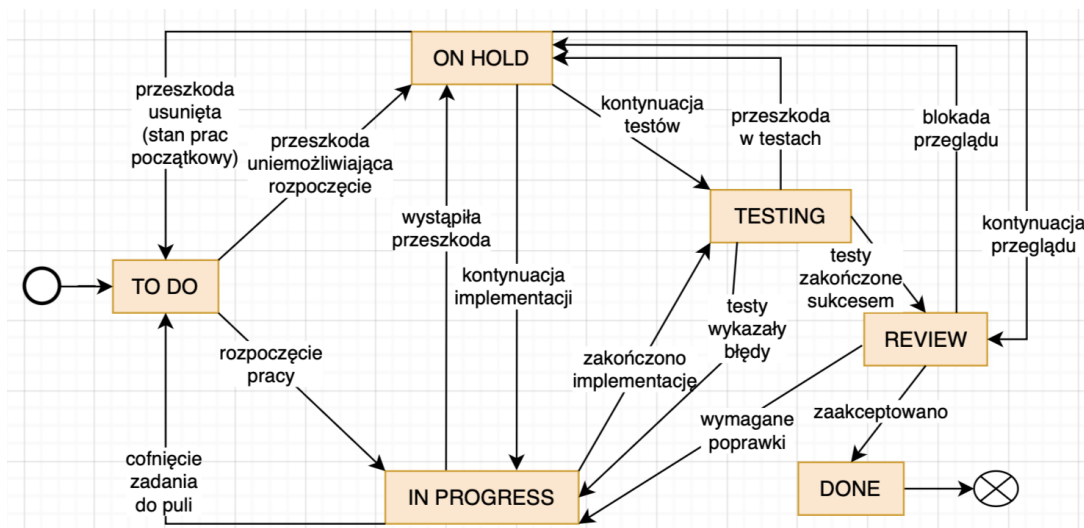 ON HOLD
przeszkoda
usunięta
(stan prac
początkowy)
przeszkoda
uniemożliwiająca
rozpoczęcie
kontynuacja
testów
przeszkoda
w testach
blokada
przeglądu
TESTING
wystąpiła
przeszkoda
kontynuacja
przeglądu
TO DO
kontynuacja
implementacji
testy
zakończone
sukcesem
testy
wykazały
błędy
REVIEW
rozpoczęcie
pracy
zakończono
implementację
wymagane
poprawki
zaakceptowano
cofnięcie
zadania
do puli
IN PROGRESS
DONE